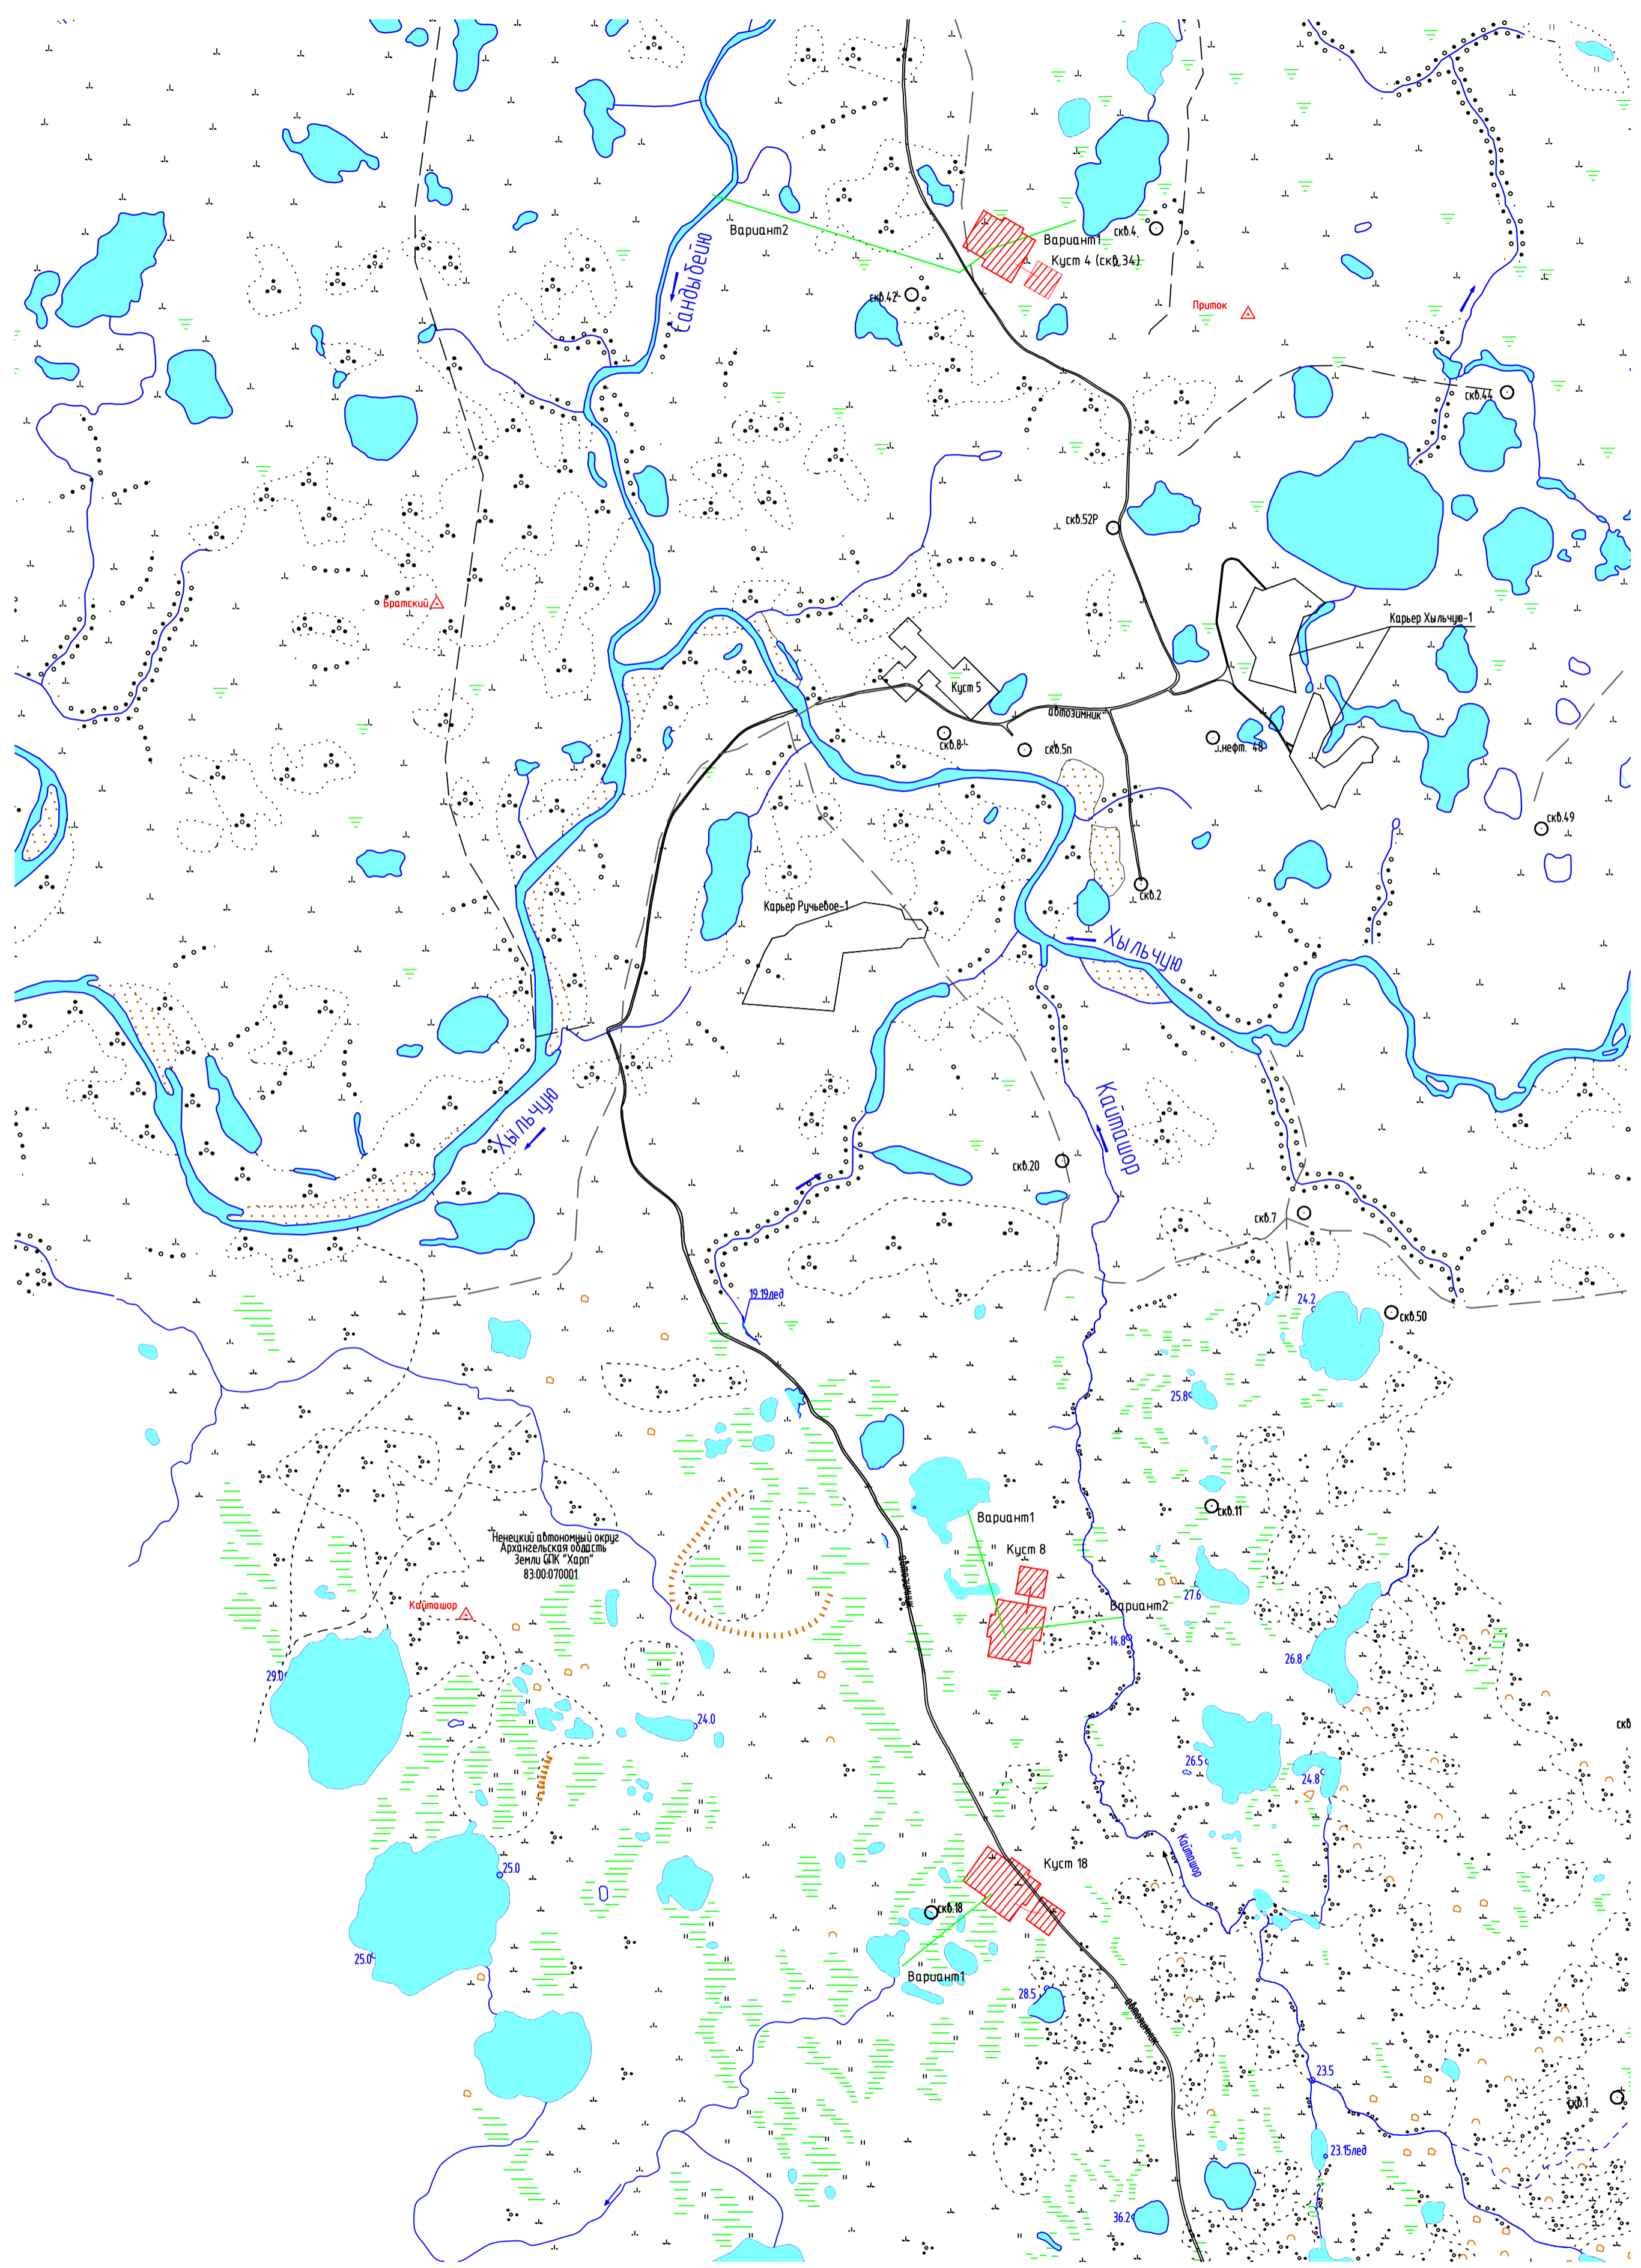 Вариант2
скв.4
Сандыбейю
Вариант1
Куст 4 (скв.34)
скв.42
Приток
скв.44
скв.52Р
Братский
Карьер Хыльчую-1
Куст 5
автозимник
скв.8
скв.5п
нефт. 48
скв.49
скв.2
Карьер Ручьевое-1
Хыльчую
Хыльчую
Кайташор
скв.20
скв.7
19.19лед
24.2
скв.50
25.8
скв.11
Вариант1
Ненецкий автономный округ
Архангельская область
Земли СПК "Харп"
83:00:070001
Куст 8
автозимник
27.6
Кайташор
Вариант2
14.8
26.8
29.0
24.0
скв
26.5
24.8
Кайташор
Куст 18
25.0
скв.18
25.0
Вариант1
28.5
автозимник
23.5
скв.1
23.15лед
36.2